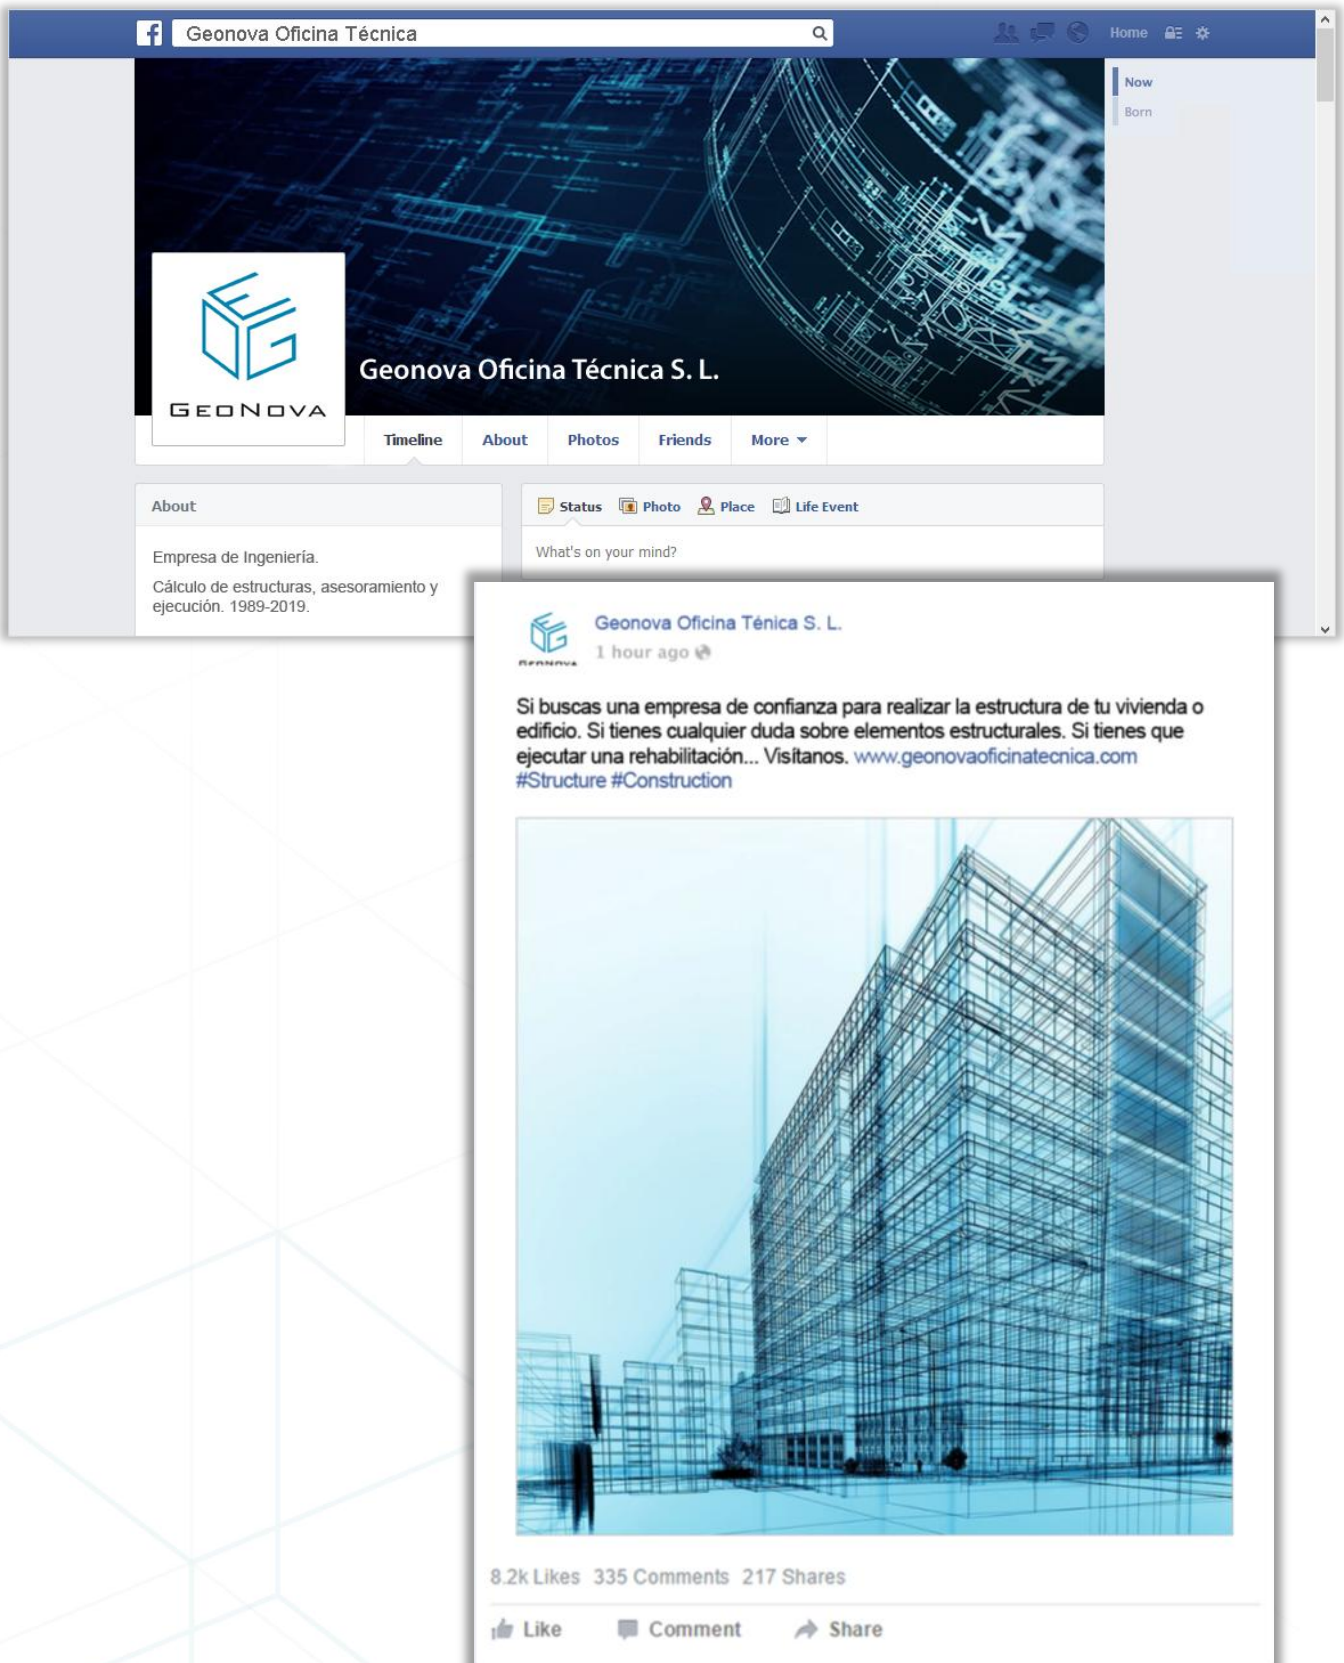 Geonova Oficina Técnica
Home
Now
Born
GEONOVA
Geonova Oficina Técnica S. L.
Timeline About Photos Friends More
About
Empresa de Ingeniería.
Cálculo de estructuras, asesoramiento y
ejecución. 1989-2019.
Status Photo Place Life Event
What's on your mind?
GEONOVA
Geonova Oficina Ténica S. L.
1 hour ago
Si buscas una empresa de confianza para realizar la estructura de tu vivienda o
edificio. Si tienes cualquier duda sobre elementos estructurales. Si tienes que
ejecutar una rehabilitación... Visítanos. www.geonovaoficinatecnica.com
#Structure #Construction
8.2k Likes 335 Comments 217 Shares
Like Comment Share